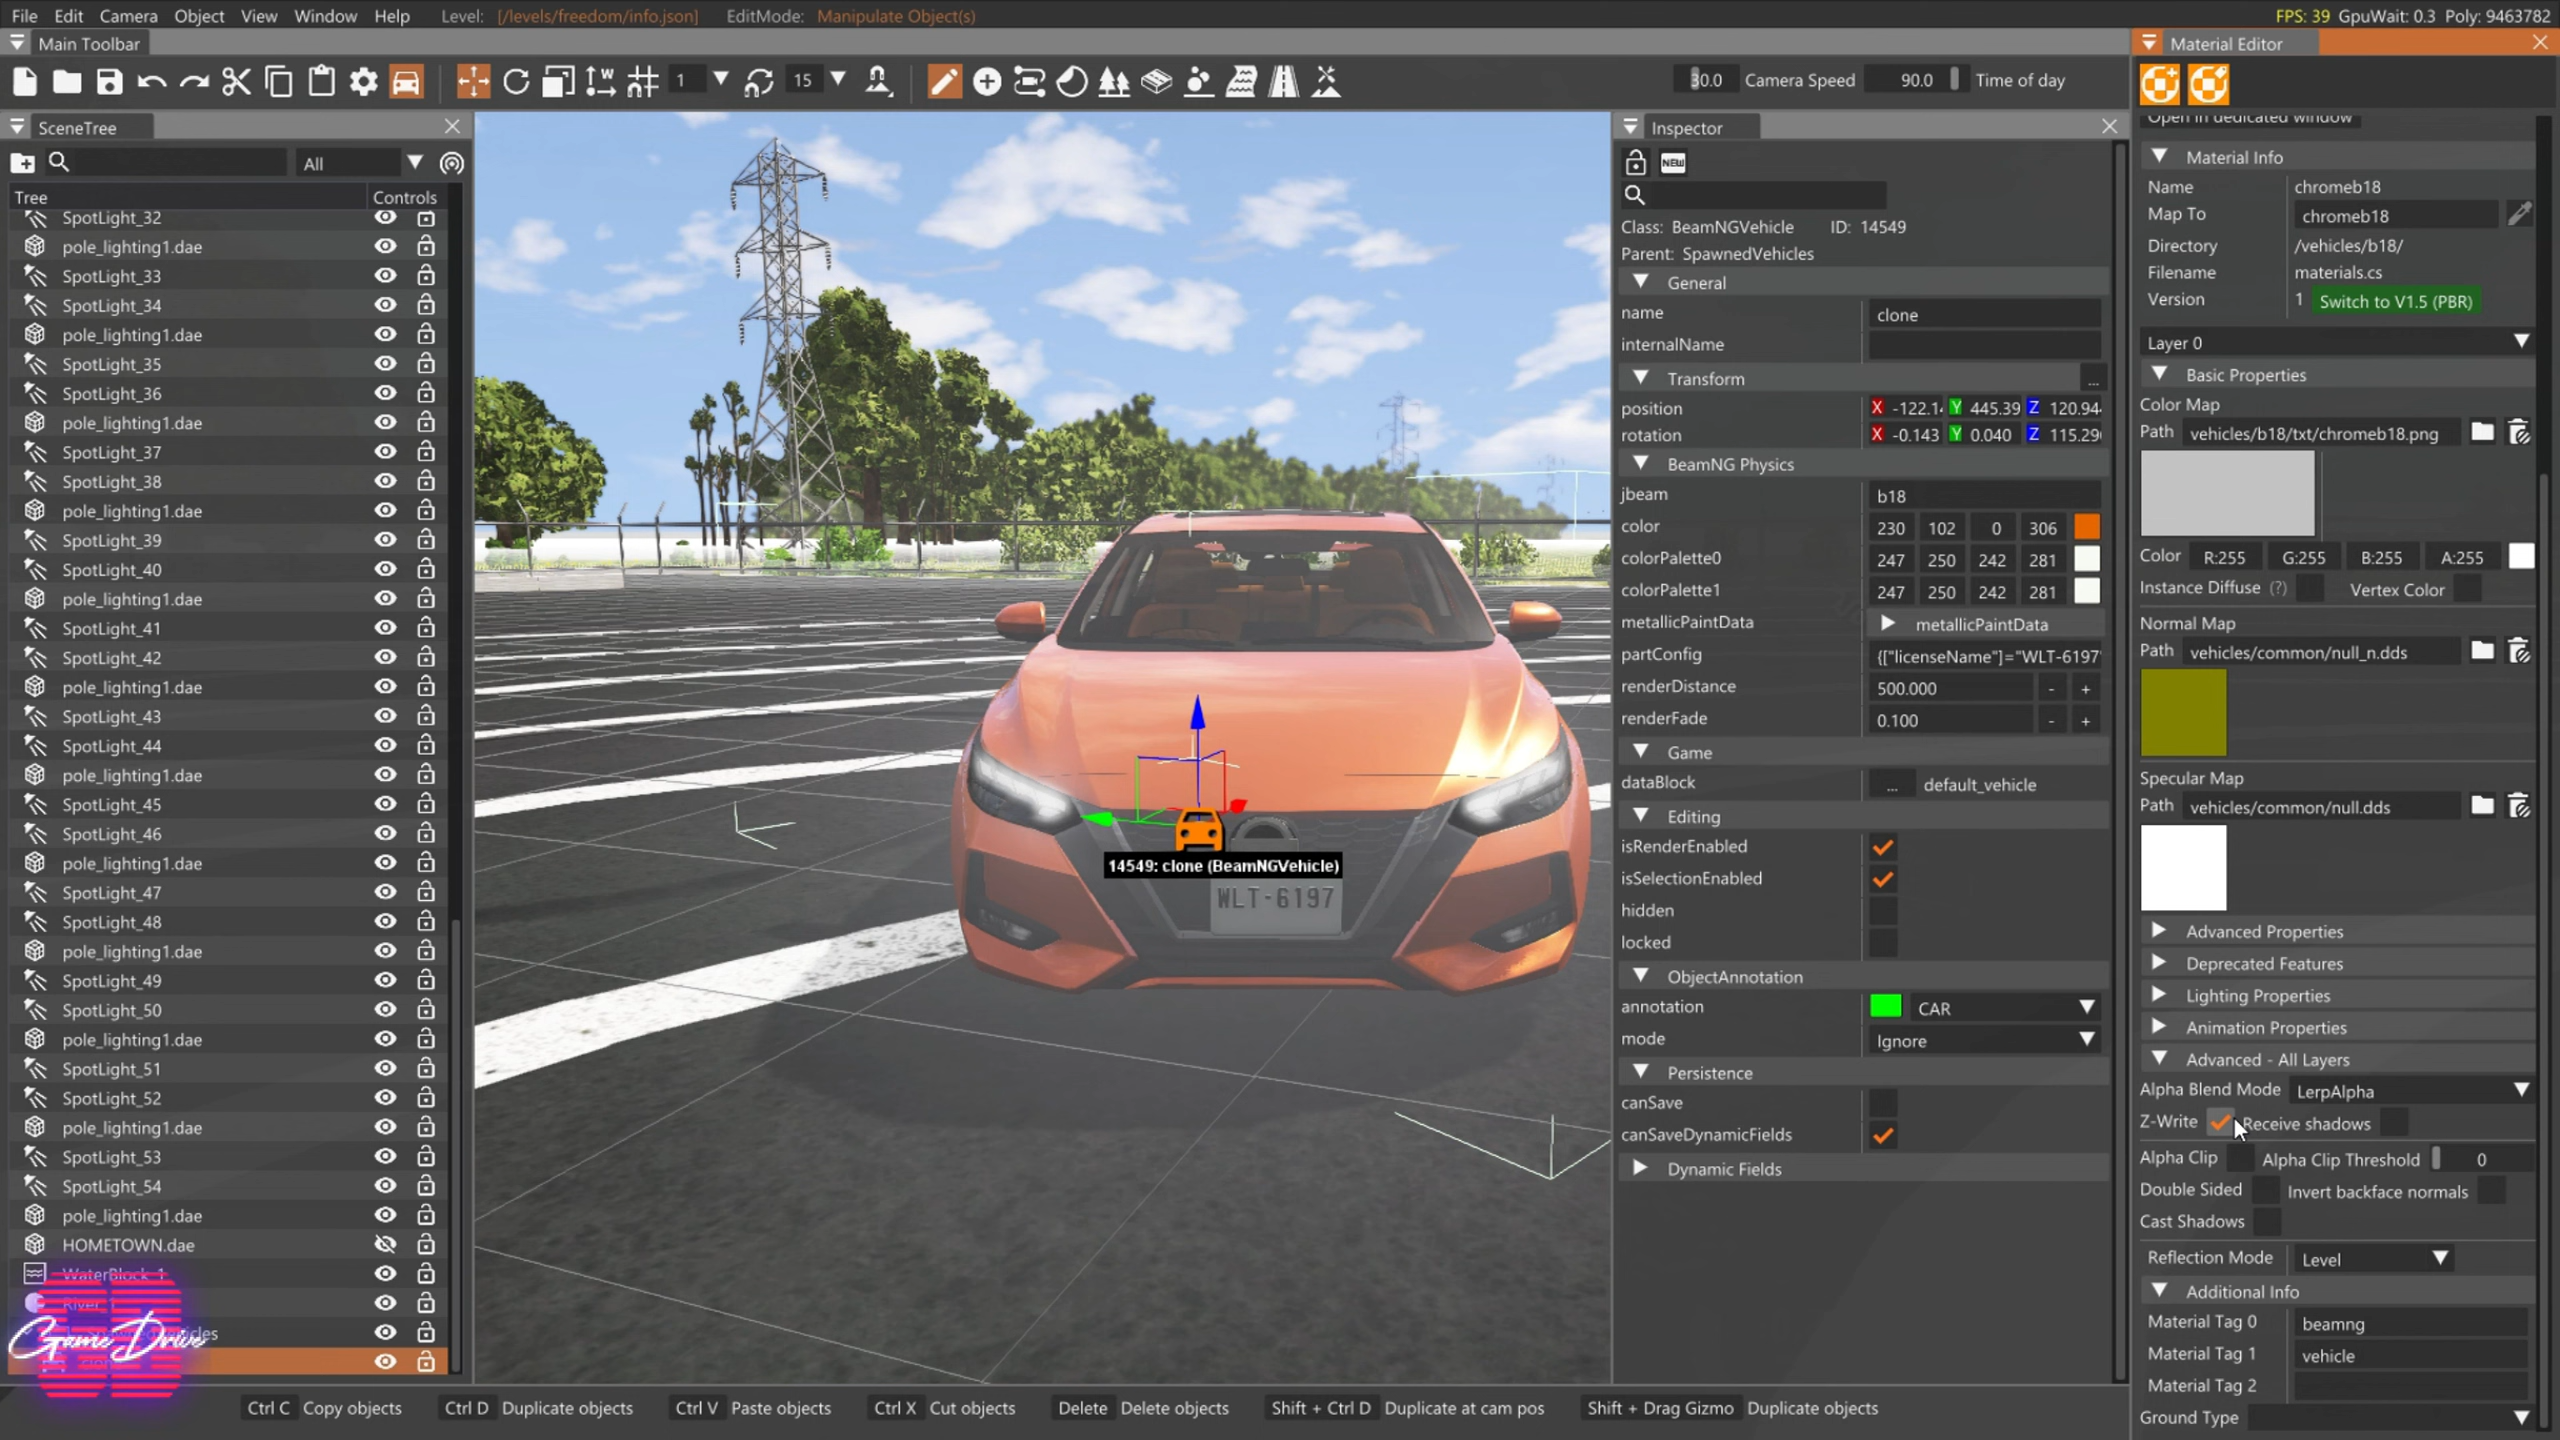 File Edit Camera Object View Window Help Level: [/levels/freedom/info.json] EditMode: Manipulate Object(s) FPS: 39 GpuWait: 0.3 Poly: 9463782
Main Toolbar
1 15 30.0 Camera Speed 90.0 Time of day
SceneTree
All
Tree Controls
SpotLight_32
pole_lighting1.dae
SpotLight_33
SpotLight_34
pole_lighting1.dae
SpotLight_35
SpotLight_36
pole_lighting1.dae
SpotLight_37
SpotLight_38
pole_lighting1.dae
SpotLight_39
SpotLight_40
pole_lighting1.dae
SpotLight_41
SpotLight_42
pole_lighting1.dae
SpotLight_43
SpotLight_44
pole_lighting1.dae
SpotLight_45
SpotLight_46
pole_lighting1.dae
SpotLight_47
SpotLight_48
pole_lighting1.dae
SpotLight_49
SpotLight_50
pole_lighting1.dae
SpotLight_51
SpotLight_52
pole_lighting1.dae
SpotLight_53
SpotLight_54
pole_lighting1.dae
HOMETOWN.dae
WaterBlock_1
GameDrive
14549: clone (BeamNGVehicle)
WLT-6197
Inspector
NEW
Class: BeamNGVehicle ID: 14549
Parent: SpawnedVehicles
General
name clone
internalName
Transform ...
position X -122.1 Y 445.39 Z 120.94
rotation X -0.143 Y 0.040 Z 115.29
BeamNG Physics
jbeam b18
color 230 102 0 306
colorPalette0 247 250 242 281
colorPalette1 247 250 242 281
metallicPaintData metallicPaintData
partConfig {["licenseName"]="WLT-6197"
renderDistance 500.000 - +
renderFade 0.100 - +
Game
dataBlock ... default_vehicle
Editing
isRenderEnabled
isSelectionEnabled
hidden
locked
ObjectAnnotation
annotation CAR
mode Ignore
Persistence
canSave
canSaveDynamicFields
Dynamic Fields
Material Editor
Open in dedicated window
Material Info
Name chromeb18
Map To chromeb18
Directory /vehicles/b18/
Filename materials.cs
Version 1 Switch to V1.5 (PBR)
Layer 0
Basic Properties
Color Map
Path vehicles/b18/txt/chromeb18.png
Color R:255 G:255 B:255 A:255
Instance Diffuse (?) Vertex Color
Normal Map
Path vehicles/common/null_n.dds
Specular Map
Path vehicles/common/null.dds
Advanced Properties
Deprecated Features
Lighting Properties
Animation Properties
Advanced - All Layers
Alpha Blend Mode LerpAlpha
Z-Write Receive shadows
Alpha Clip Alpha Clip Threshold 0
Double Sided Invert backface normals
Cast Shadows
Reflection Mode Level
Additional Info
Material Tag 0 beamng
Material Tag 1 vehicle
Material Tag 2
Ground Type
Ctrl C Copy objects Ctrl D Duplicate objects Ctrl V Paste objects Ctrl X Cut objects Delete Delete objects Shift + Ctrl D Duplicate at cam pos Shift + Drag Gizmo Duplicate objects